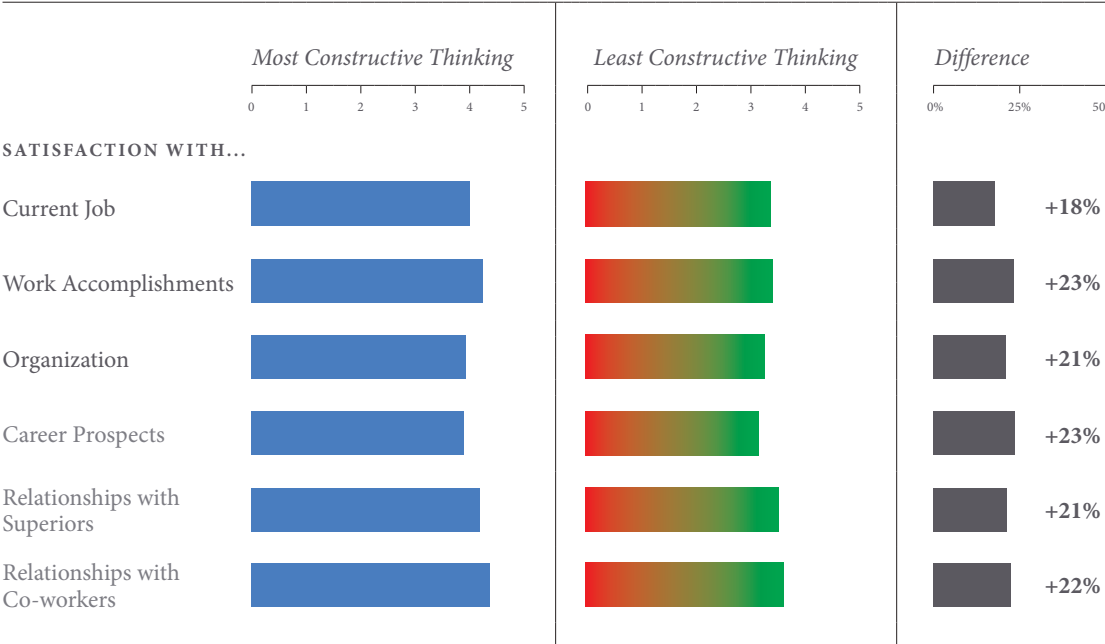 Most Constructive Thinking Least Constructive Thinking Difference
0 1 2 3 4 5 0 1 2 3 4 5 0% 25% 50
SATISFACTION WITH...
Current Job +18%
Work Accomplishments +23%
Organization +21%
Career Prospects +23%
Relationships with
Superiors +21%
Relationships with
Co-workers +22%